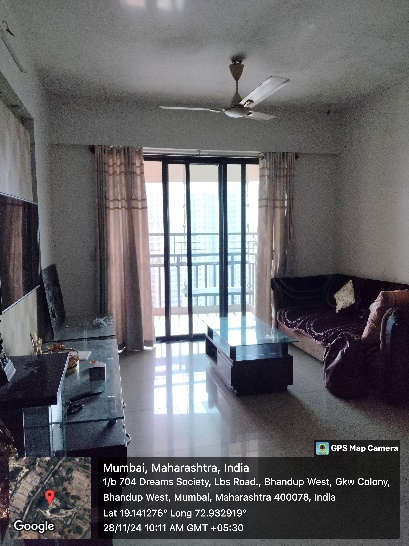 GPS Map Camera
Mumbai, Maharashtra, India
1/b 704 Dreams Society, Lbs Road., Bhandup West, Gkw Colony,
Bhandup West, Mumbai, Maharashtra 400078, India
Lat 19.141276° Long 72.932919°
28/11/24 10:11 AM GMT +05:30
Google